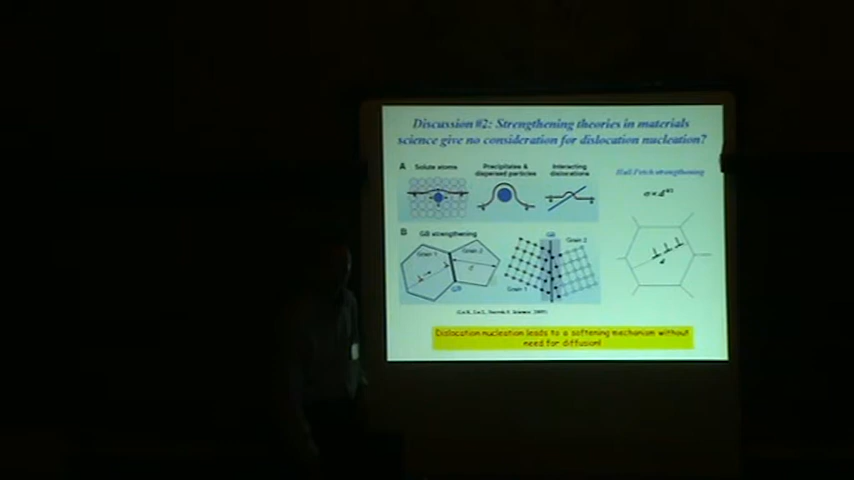 Discussion #2: Strengthening theories in materials
science give no consideration for dislocation nucleation?
A Solute atoms
Precipitates &
dispersed particles
Interacting
dislocations
Hall-Petch strengthening
B GB strengthening
Grain 1
Grain 2
d
GB
GB
Grain 2
Grain 1
Dislocation nucleation leads to a softening mechanism without
need for diffusion!